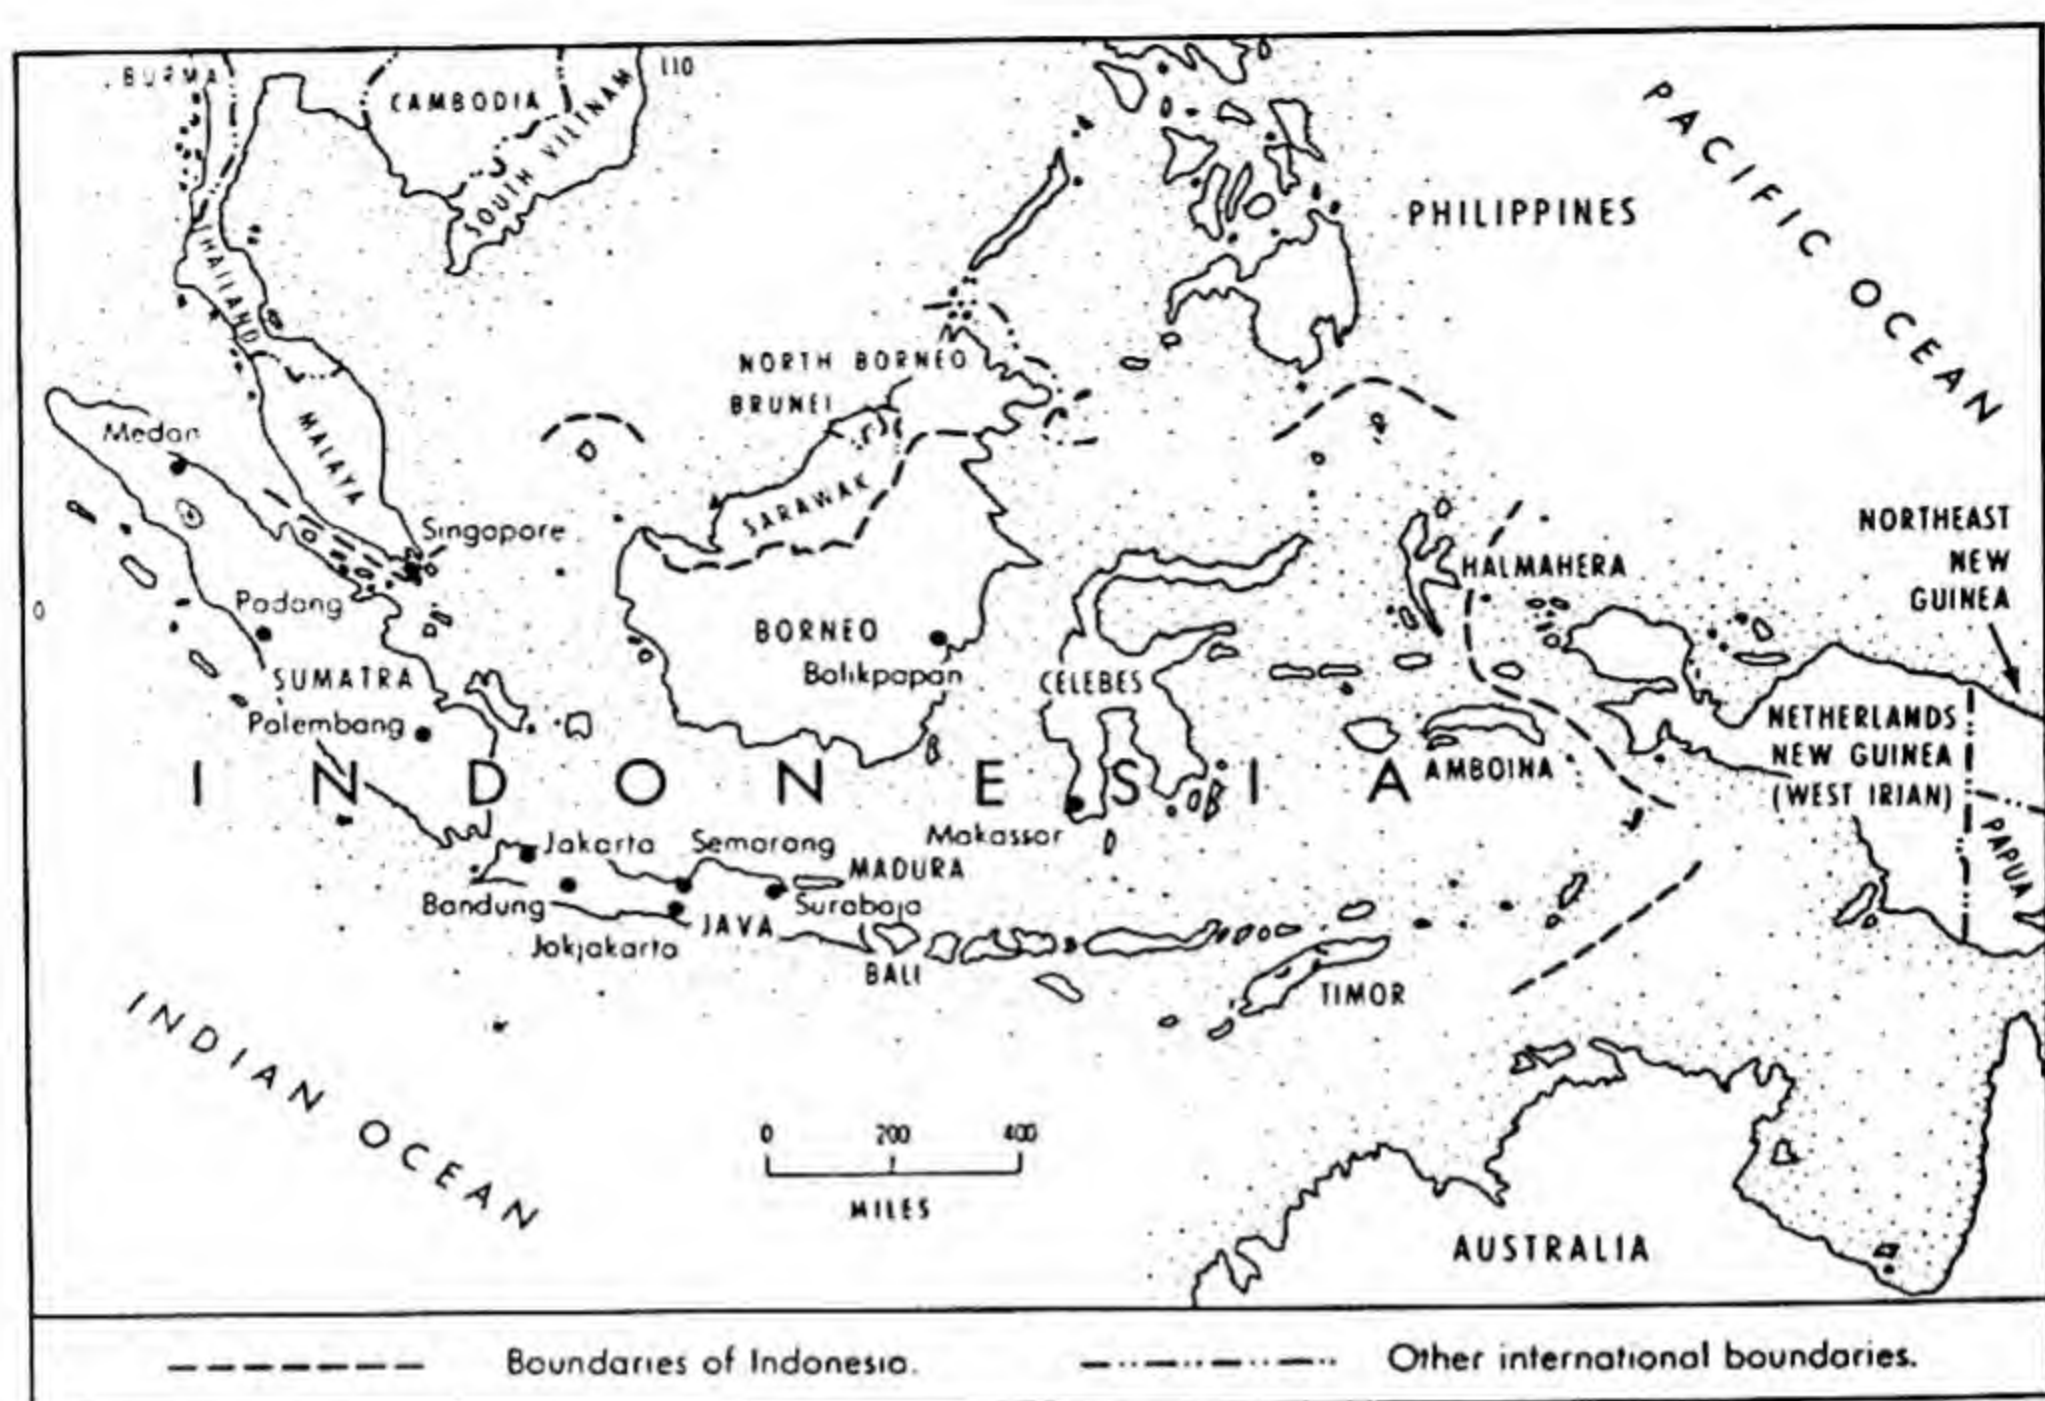 BURMA
CAMBODIA
SOUTH VIETNAM
110
PACIFIC OCEAN
PHILIPPINES
THAILAND
NORTH BORNEO
BRUNEI
MALAYA
Medan
SARAWAK
Singapore
HALMAHERA
NORTHEAST
NEW
GUINEA
0
Padang
BORNEO
Balikpapan
SUMATRA
CELEBES
Palembang
NETHERLANDS
NEW GUINEA
(WEST IRIAN)
INDONESIA
AMBOINA
PAPUA
Makassar
Jakarta
Semarang
MADURA
Bandung
Surabaja
JAVA
Jokjakarta
BALI
TIMOR
INDIAN OCEAN
0 200 400
MILES
AUSTRALIA
Boundaries of Indonesia.
Other international boundaries.